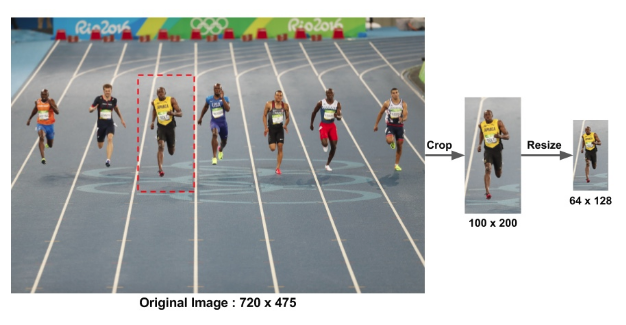 Rio2016
Rio2016
Crop
Resize
100 x 200
64 x 128
Original Image : 720 x 475